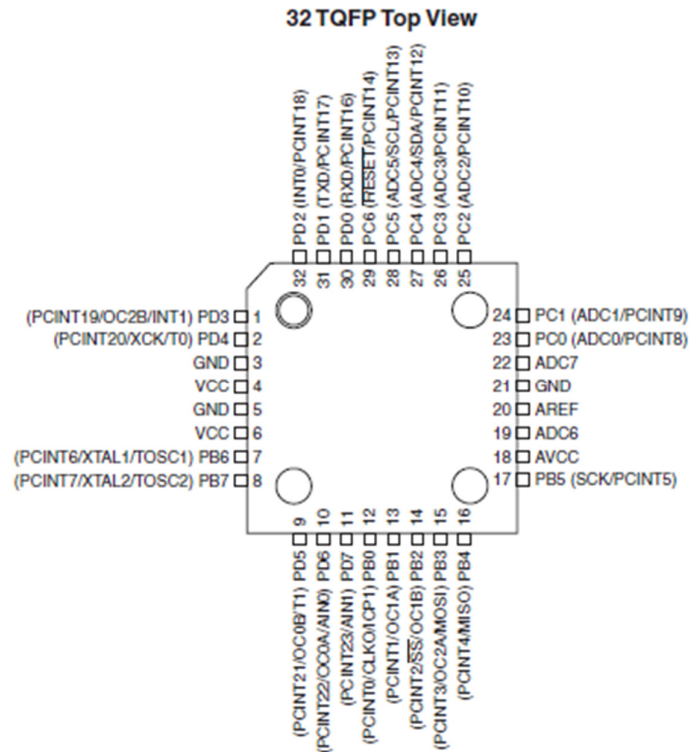 32 TQFP Top View
32 PD2 (INT0/PCINT18)
31 PD1 (TXD/PCINT17)
30 PD0 (RXD/PCINT16)
29 PC6 (RESET/PCINT14)
28 PC5 (ADC5/SCL/PCINT13)
27 PC4 (ADC4/SDA/PCINT12)
26 PC3 (ADC3/PCINT11)
25 PC2 (ADC2/PCINT10)
(PCINT19/OC2B/INT1) PD3 1
(PCINT20/XCK/T0) PD4 2
GND 3
VCC 4
GND 5
VCC 6
(PCINT6/XTAL1/TOSC1) PB6 7
(PCINT7/XTAL2/TOSC2) PB7 8
24 PC1 (ADC1/PCINT9)
23 PC0 (ADC0/PCINT8)
22 ADC7
21 GND
20 AREF
19 ADC6
18 AVCC
17 PB5 (SCK/PCINT5)
(PCINT21/OC0B/T1) PD5 9
(PCINT22/OC0A/AIN0) PD6 10
(PCINT23/AIN1) PD7 11
(PCINT0/CLKO/ICP1) PB0 12
(PCINT1/OC1A) PB1 13
(PCINT2/SS/OC1B) PB2 14
(PCINT3/OC2A/MOSI) PB3 15
(PCINT4/MISO) PB4 16